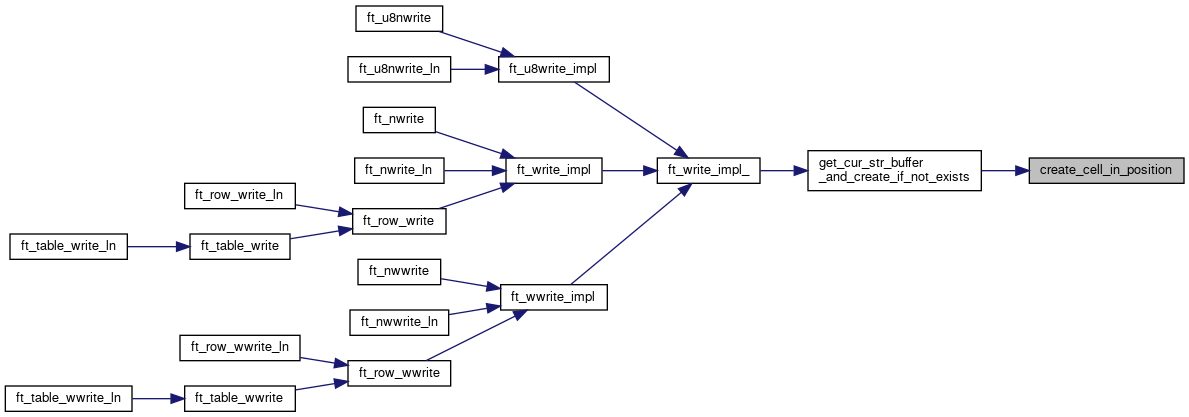 ft_u8nwrite
ft_u8nwrite_ln
ft_u8write_impl
ft_nwrite
ft_nwrite_ln
ft_write_impl
ft_write_impl_
get_cur_str_buffer
_and_create_if_not_exists
create_cell_in_position
ft_row_write_ln
ft_row_write
ft_table_write_ln
ft_table_write
ft_nwwrite
ft_wwrite_impl
ft_nwwrite_ln
ft_row_wwrite_ln
ft_row_wwrite
ft_table_wwrite_ln
ft_table_wwrite